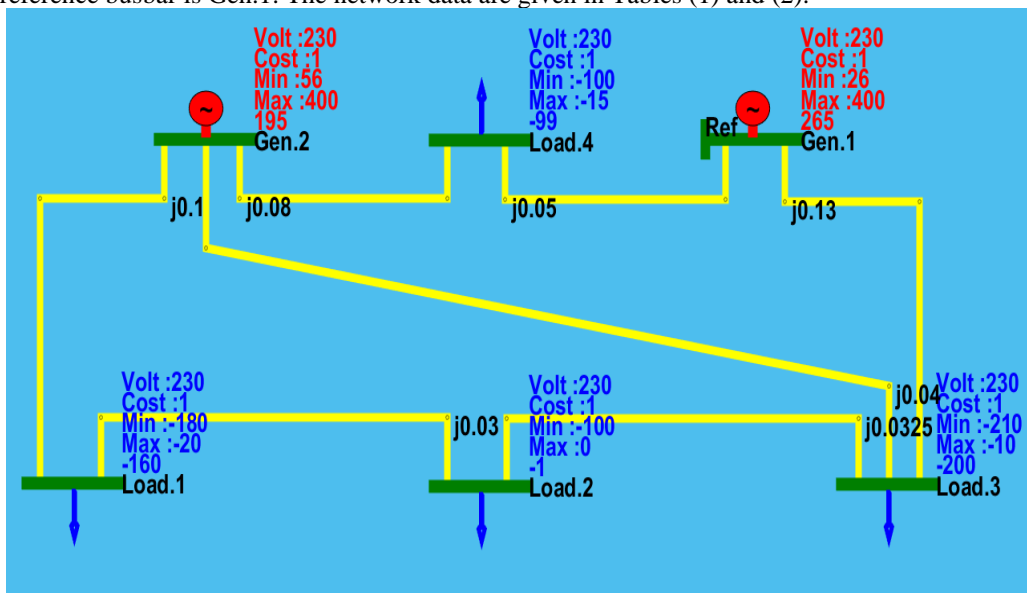 reference busbar is Gen.1. The network data are given in Tables (1) and (2).
Volt :230
Cost :1
Min :56
Max :400
195
Gen.2
~
Volt :230
Cost :1
Min :-100
Max :-15
-99
Load.4
Volt :230
Cost :1
Min :26
Max :400
265
Gen.1
Ref
~
j0.1
j0.08
j0.05
j0.13
Volt :230
Cost :1
Min :-180
Max :-20
-160
Load.1
j0.03
Volt :230
Cost :1
Min :-100
Max :0
-1
Load.2
j0.04
j0.0325
Volt :230
Cost :1
Min :-210
Max :-10
-200
Load.3